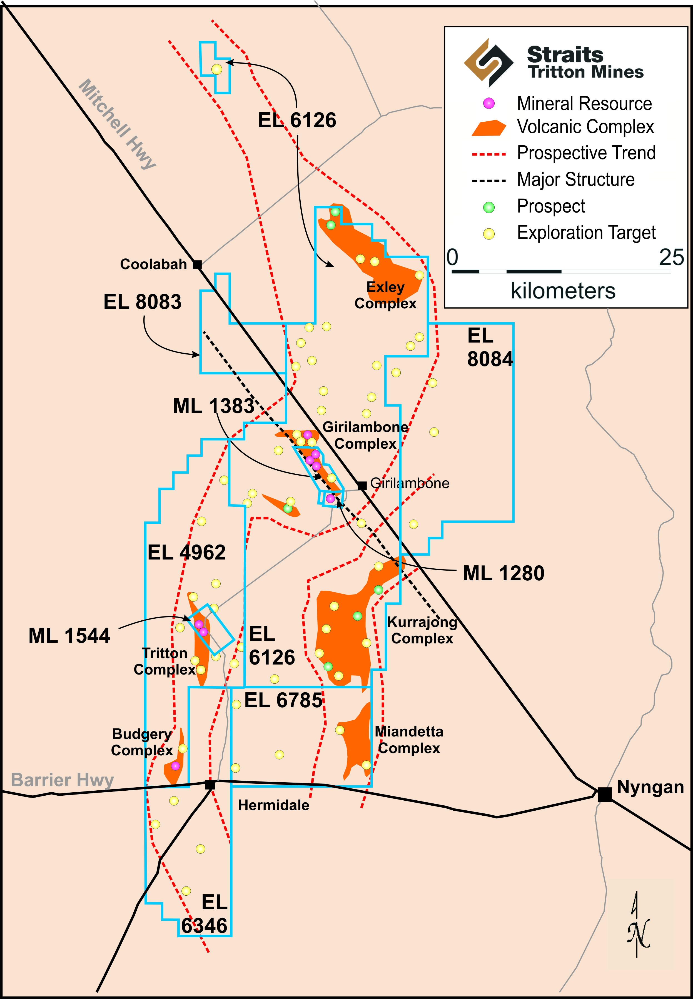 Straits
Tritton Mines
Mineral Resource
Volcanic Complex
Prospective Trend
Major Structure
Prospect
Exploration Target
0 25
kilometers
Mitchell Hwy
EL 6126
Coolabah
EL 8083
Exley
Complex
EL
8084
ML 1383
Girilambone
Complex
Girilambone
EL 4962
ML 1280
ML 1544
Tritton
Complex
EL
6126
Kurrajong
Complex
EL 6785
Budgery
Complex
Miandetta
Complex
Barrier Hwy
Nyngan
Hermidale
EL
6346
N